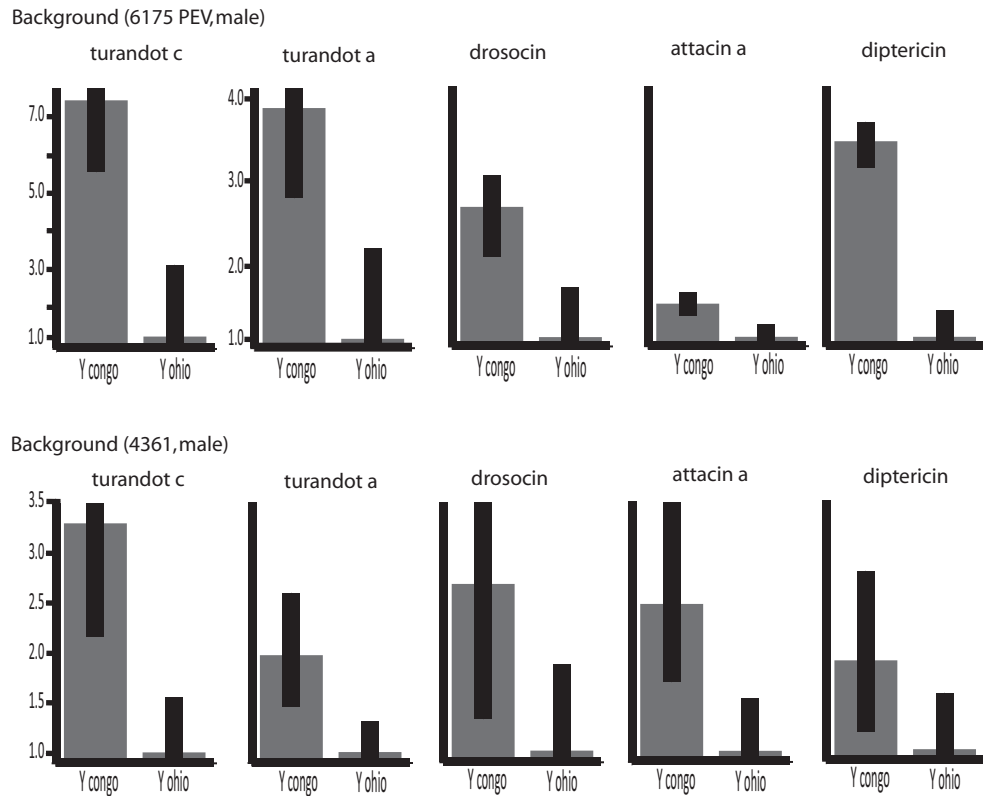 Background (6175 PEV,male)
turandot c
turandot a
drosocin
attacin a
diptericin
7.0
5.0
3.0
1.0
4.0
3.0
2.0
1.0
Y congo Y ohio
Y congo Y ohio
Y congo Y ohio
Y congo Y ohio
Y congo Y ohio
Background (4361,male)
turandot c
turandot a
drosocin
attacin a
diptericin
3.5
3.0
2.5
2.0
1.5
1.0
Y congo Y ohio
Y congo Y ohio
Y congo Y ohio
Y congo Y ohio
Y congo Y ohio